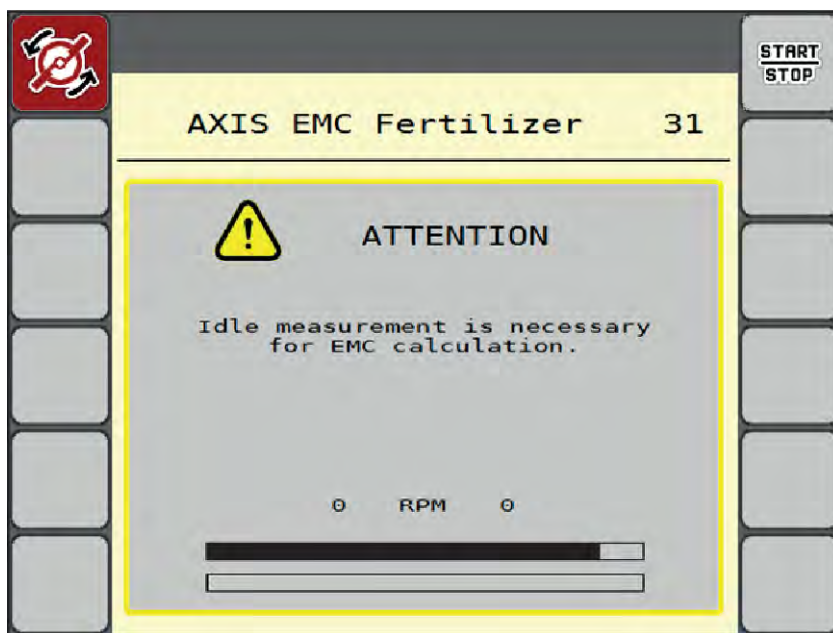 START
STOP
AXIS EMC Fertilizer 31
ATTENTION
Idle measurement is necessary
for EMC calculation.
0 RPM 0